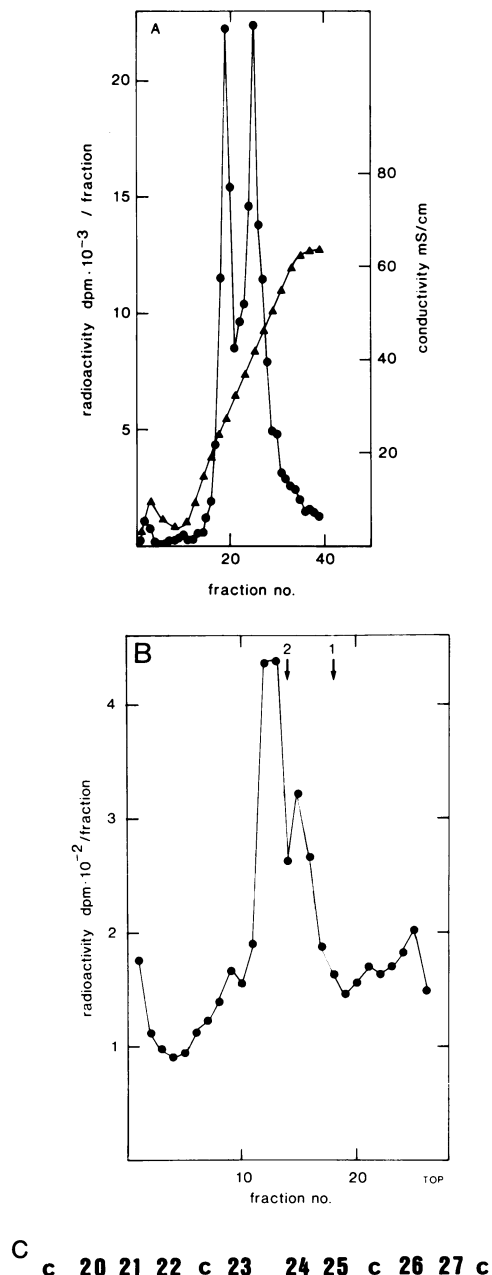 A
20
15
10
5
radioactivity dpm · 10⁻³ / fraction
80
60
40
20
conductivity mS/cm
20 40
fraction no.
B
2 1
4
3
2
1
radioactivity dpm · 10⁻² /fraction
10 20 TOP
fraction no.
C
c 20 21 22 c 23 24 25 c 26 27 c